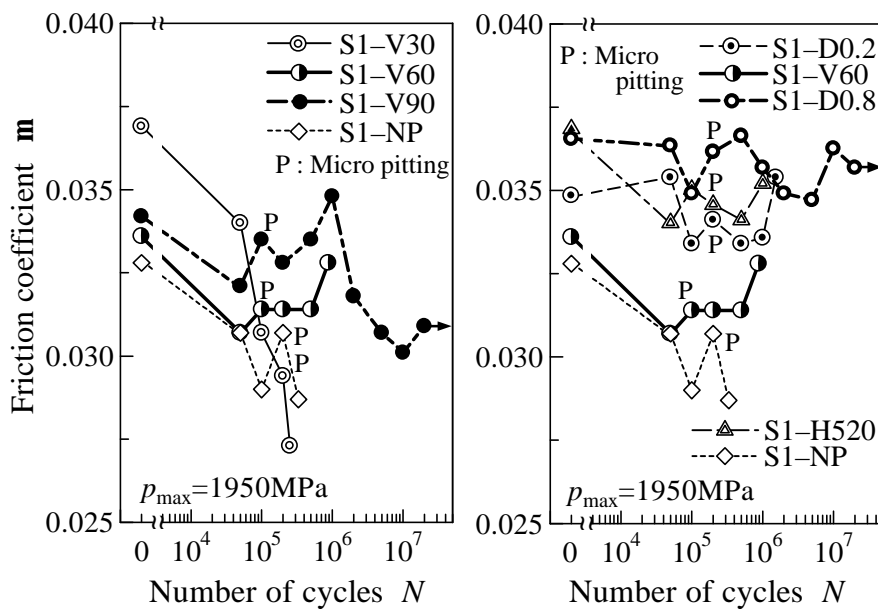 0.040
0.035
0.030
0.025
Friction coefficient m
S1–V30
S1–V60
S1–V90
S1–NP
P : Micro pitting
P
P
P
P
pmax=1950MPa
0 10^4 10^5 10^6 10^7
Number of cycles N
0.040
0.035
0.030
0.025
P : Micro
pitting
S1–D0.2
S1–V60
S1–D0.8
P
P
P
P
P
S1–H520
S1–NP
pmax=1950MPa
0 10^4 10^5 10^6 10^7
Number of cycles N